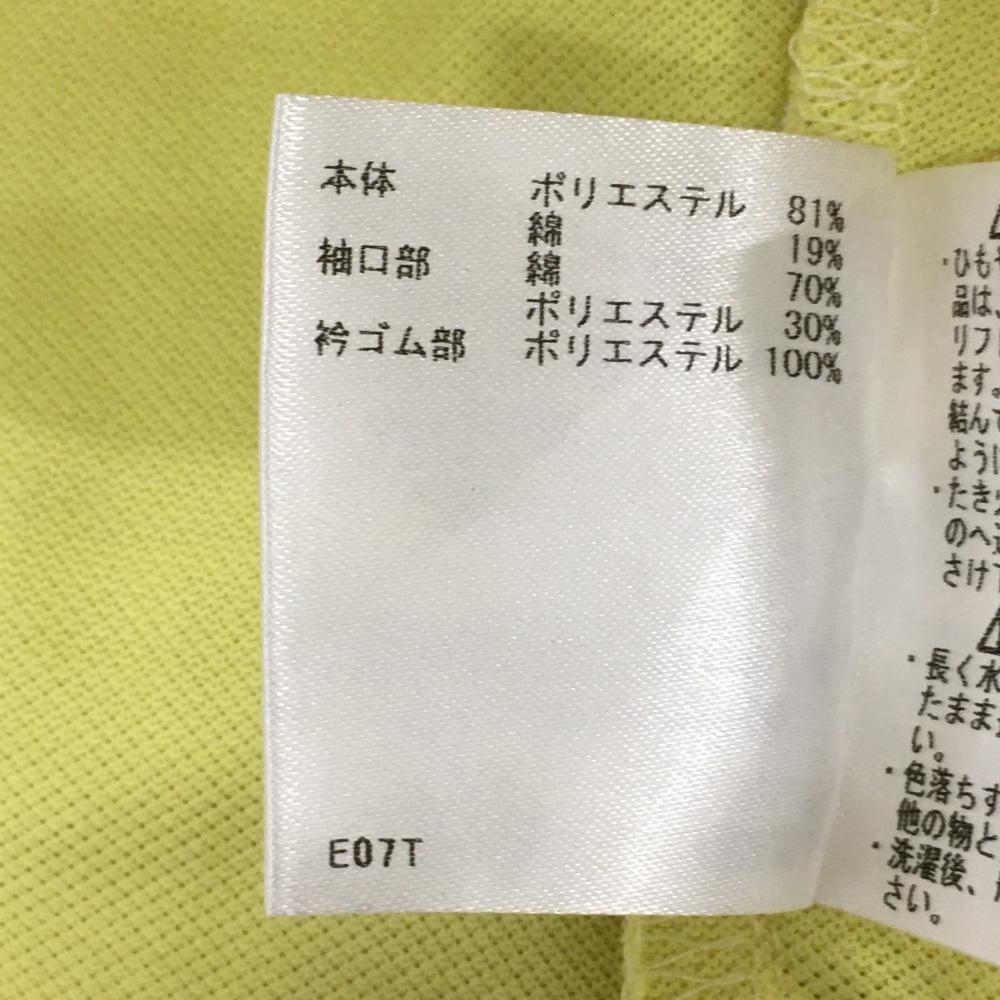 本体 ポリエステル 81%
綿 19%
袖口部 綿 70%
ポリエステル 30%
衿ゴム部 ポリエステル 100%
E07T
・ひも
品は、
リフ
ます。
結んで
よう
・たき
のへ
さけ
・長く水
たまま
い。
・色落ちす
他の物と
・洗濯後、
さい。